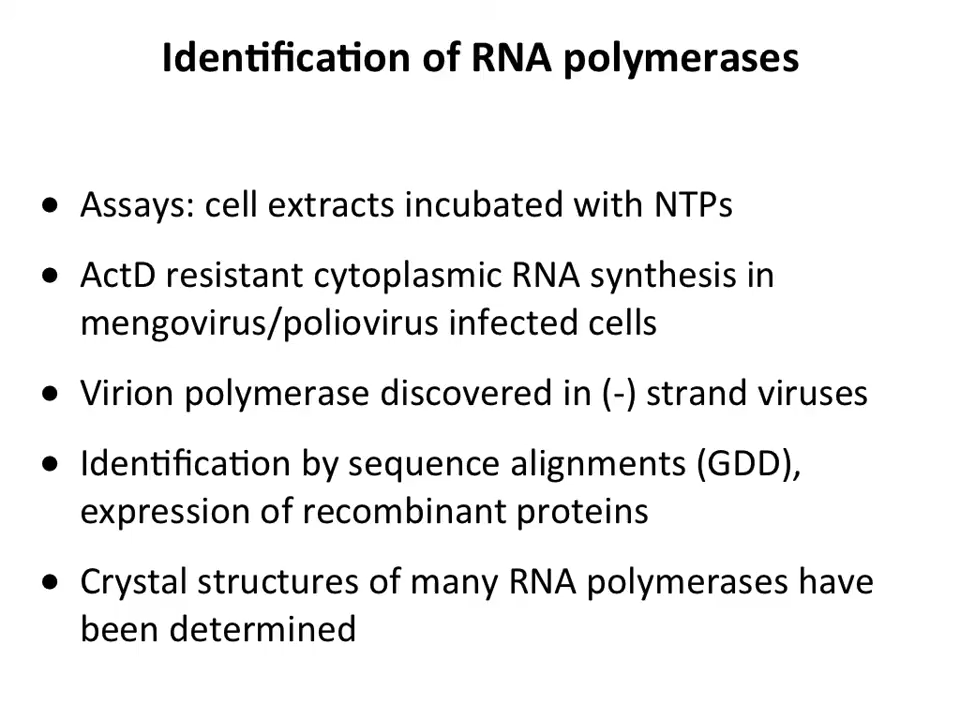 Identification of RNA polymerases
• Assays: cell extracts incubated with NTPs
• ActD resistant cytoplasmic RNA synthesis in
mengovirus/poliovirus infected cells
• Virion polymerase discovered in (-) strand viruses
• Identification by sequence alignments (GDD),
expression of recombinant proteins
• Crystal structures of many RNA polymerases have
been determined